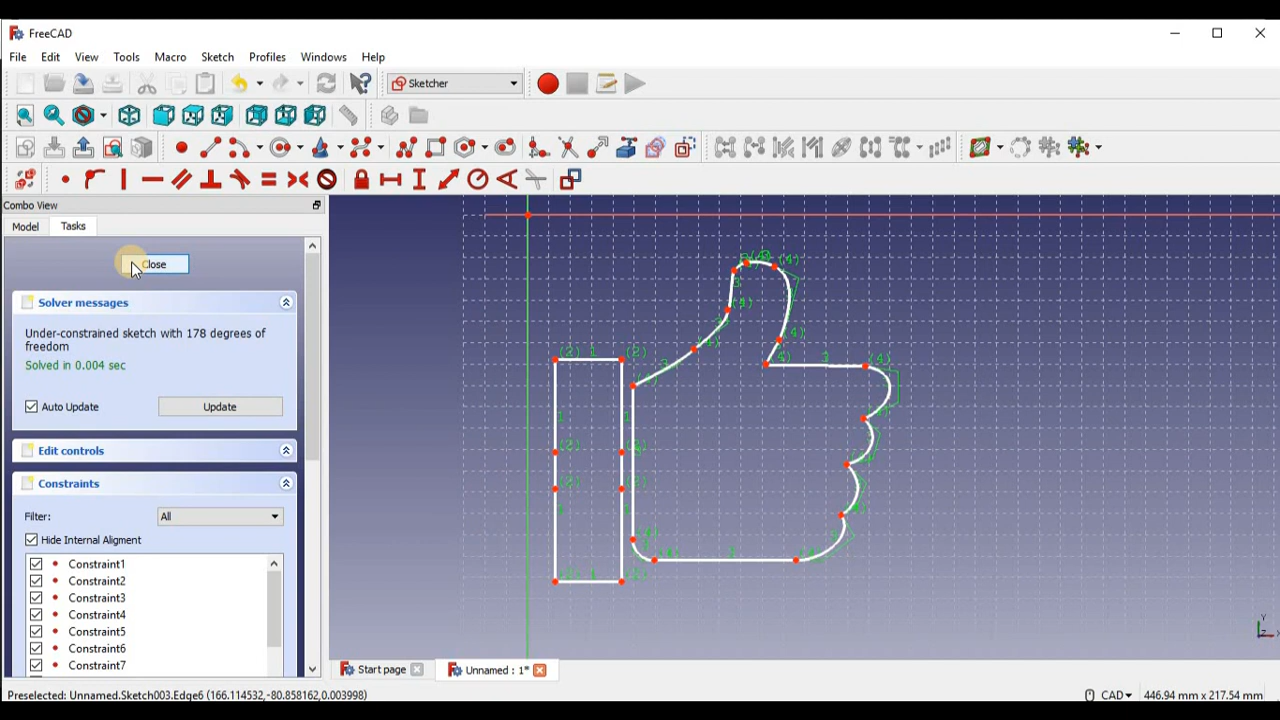 FreeCAD
File Edit View Tools Macro Sketch Profiles Windows Help
Sketcher
Combo View
Model Tasks
Close
Solver messages
Under-constrained sketch with 178 degrees of
freedom
Solved in 0.004 sec
Auto Update Update
Edit controls
Constraints
Filter: All
Hide Internal Aligment
Constraint1
Constraint2
Constraint3
Constraint4
Constraint5
Constraint6
Constraint7
Start page Unnamed : 1*
Preselected: Unnamed.Sketch003.Edge6 (166.114532,-80.858162,0.003998) CAD 446.94 mm x 217.54 mm